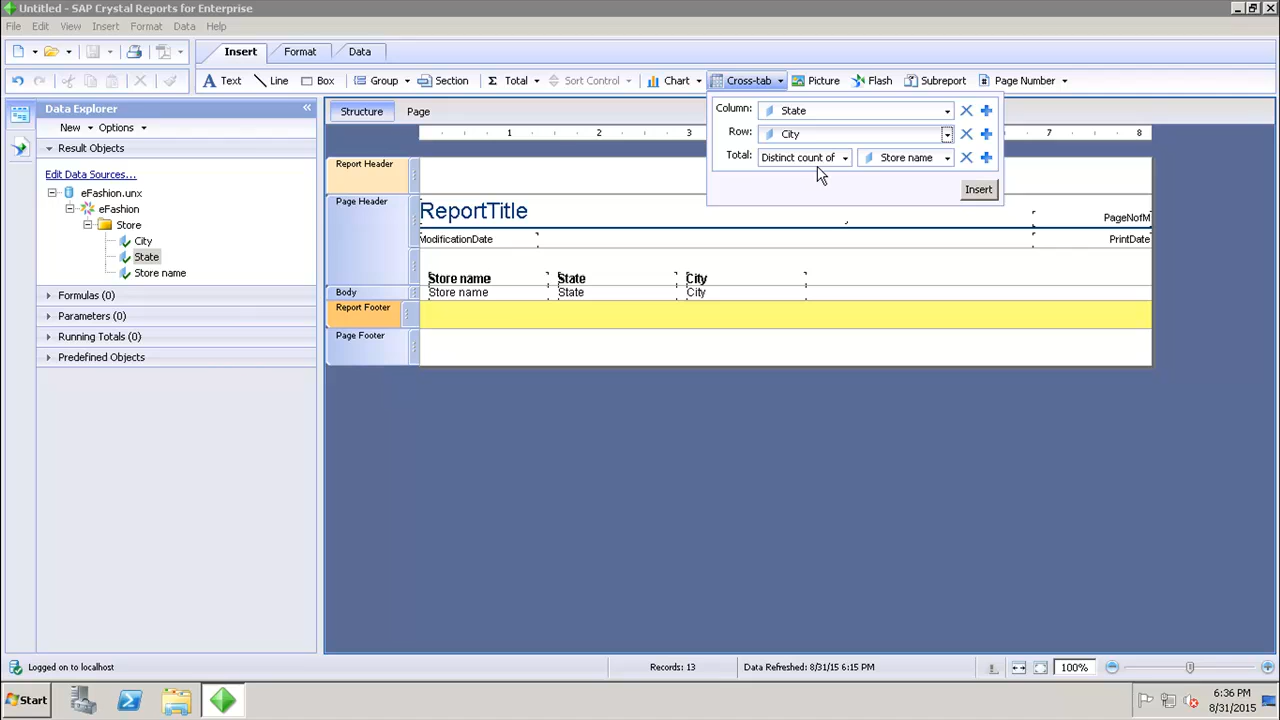 Untitled - SAP Crystal Reports for Enterprise
File Edit View Insert Format Data Help
Insert Format Data
Text Line Box Group Section Total Sort Control Chart Cross-tab Picture Flash Subreport Page Number
Data Explorer
New Options
Result Objects
Edit Data Sources...
eFashion.unx
eFashion
Store
City
State
Store name
Formulas (0)
Parameters (0)
Running Totals (0)
Predefined Objects
Structure Page
Column: State
Row: City
Total: Distinct count of Store name
Insert
1 2 3 7 8
Report Header
Page Header
ReportTitle
PageNofM
ModificationDate PrintDate
Store name State City
Body Store name State City
Report Footer
Page Footer
Logged on to localhost Records: 13 Data Refreshed: 8/31/15 6:15 PM 100%
Start 6:36 PM
8/31/2015